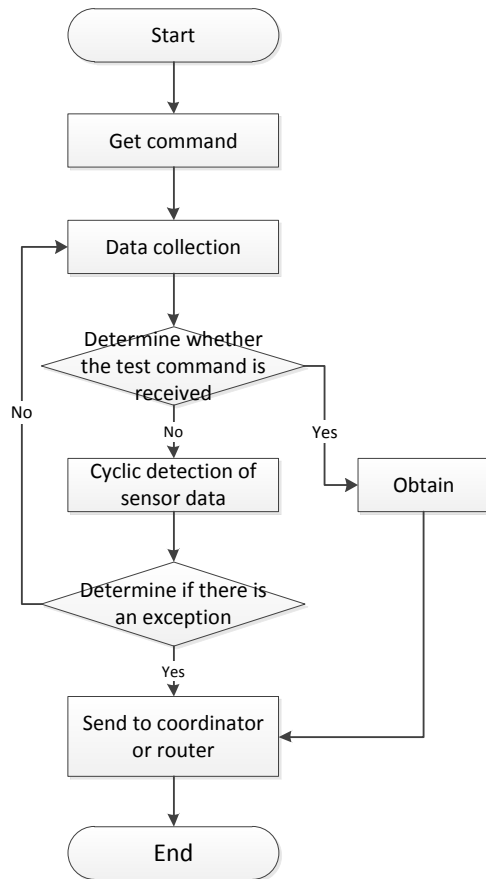 Start
Get command
Data collection
Determine whether
the test command is
received
No
No
Yes
Cyclic detection of
sensor data
Obtain
Determine if there is
an exception
Yes
Send to coordinator
or router
End